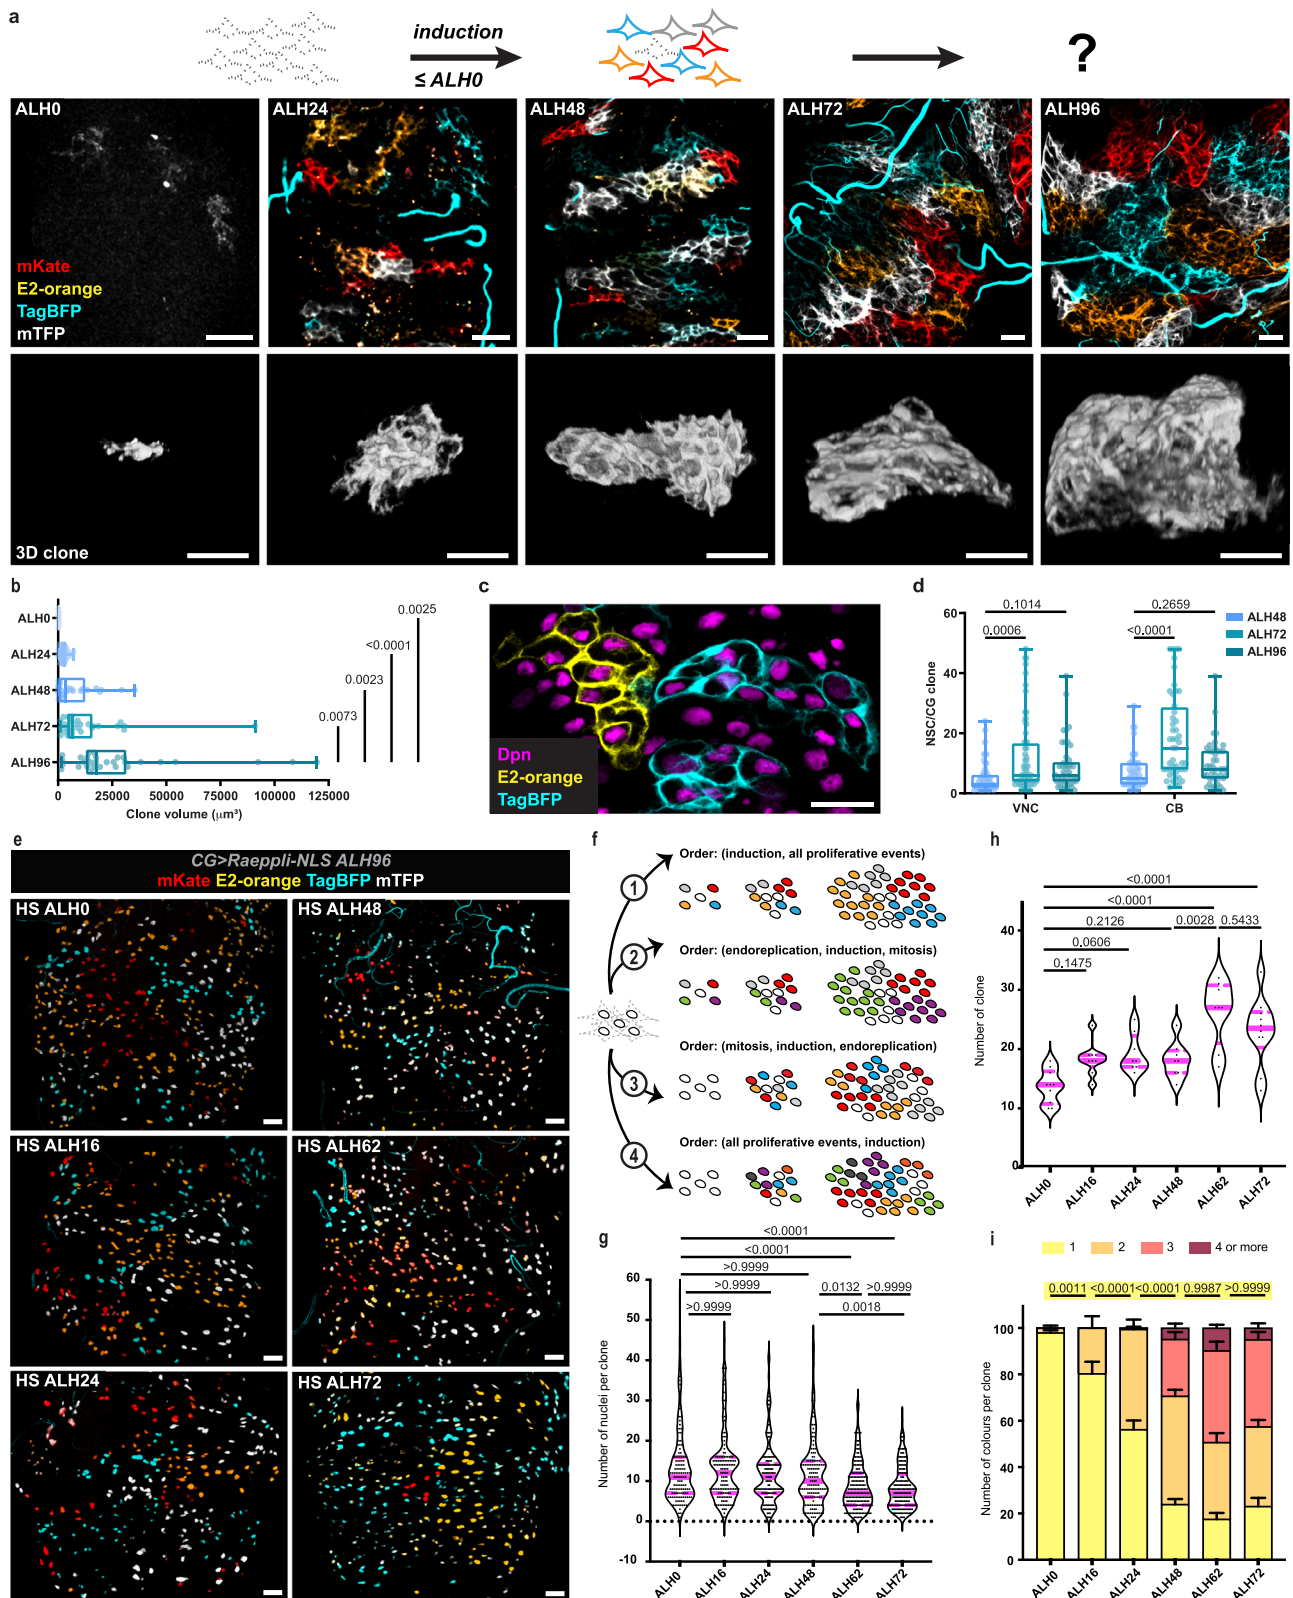 a
induction
≤ ALH0
?
ALH0
ALH24
ALH48
ALH72
ALH96
mKate
E2-orange
TagBFP
mTFP
3D clone
b
ALH0
ALH24
ALH48
ALH72
ALH96
0.0025
<0.0001
0.0023
0.0073
0
25000
50000
75000
100000
125000
Clone volume (µm³)
c
Dpn
E2-orange
TagBFP
d
NSC/CG clone
60
40
20
0
0.1014
0.0006
0.2659
<0.0001
VNC
CB
ALH48
ALH72
ALH96
e
CG>Raeppli-NLS ALH96
mKate E2-orange TagBFP mTFP
HS ALH0
HS ALH48
HS ALH16
HS ALH62
HS ALH24
HS ALH72
f
Order: (induction, all proliferative events)
1
Order: (endoreplication, induction, mitosis)
2
Order: (mitosis, induction, endoreplication)
3
Order: (all proliferative events, induction)
4
g
Number of nuclei per clone
<0.0001
<0.0001
>0.9999
>0.9999
0.0132
>0.9999
>0.9999
0.0018
60
50
40
30
20
10
0
-10
ALH0
ALH16
ALH24
ALH48
ALH62
ALH72
h
Number of clone
<0.0001
<0.0001
0.2126
0.0028
0.5433
0.0606
0.1475
40
30
20
10
0
ALH0
ALH16
ALH24
ALH48
ALH62
ALH72
i
1
2
3
4 or more
0.0011
<0.0001
<0.0001
0.9987
>0.9999
Number of colours per clone
100
80
60
40
20
0
ALH0
ALH16
ALH24
ALH48
ALH62
ALH72